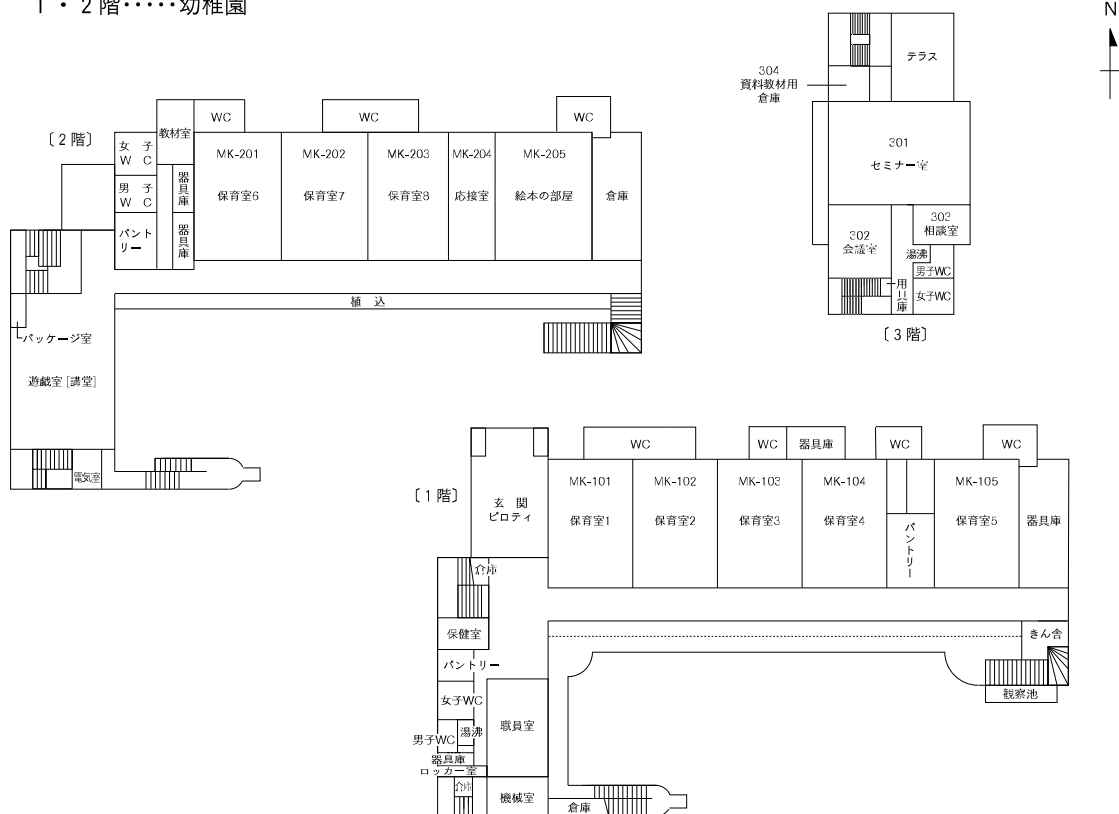 1・2階･････幼稚園
N
〔2階〕
女子
WC
男子
WC
パント
リー
教材室
器具庫
器具庫
WC
WC
WC
MK-201
保育室6
MK-202
保育室7
MK-203
保育室8
MK-204
応接室
MK-205
絵本の部屋
倉庫
植込
パッケージ室
遊戯室［講堂］
電気室
304
資料教材用
倉庫
テラス
301
セミナー室
302
会議室
303
相談室
湯沸
男子WC
用具庫
女子WC
〔3階〕
〔1階〕
玄関
ピロティ
WC
WC
器具庫
WC
WC
MK-101
保育室1
MK-102
保育室2
MK-103
保育室3
MK-104
保育室4
パントリー
MK-105
保育室5
器具庫
倉庫
保健室
パントリー
女子WC
男子WC
湯沸
器具庫
ロッカー室
倉庫
職員室
機械室
倉庫
きん舎
観察池